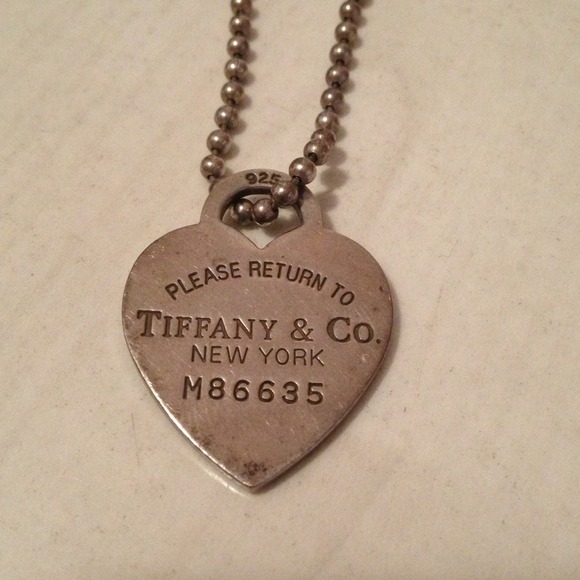 925
PLEASE RETURN TO
TIFFANY & CO.
NEW YORK
M86635